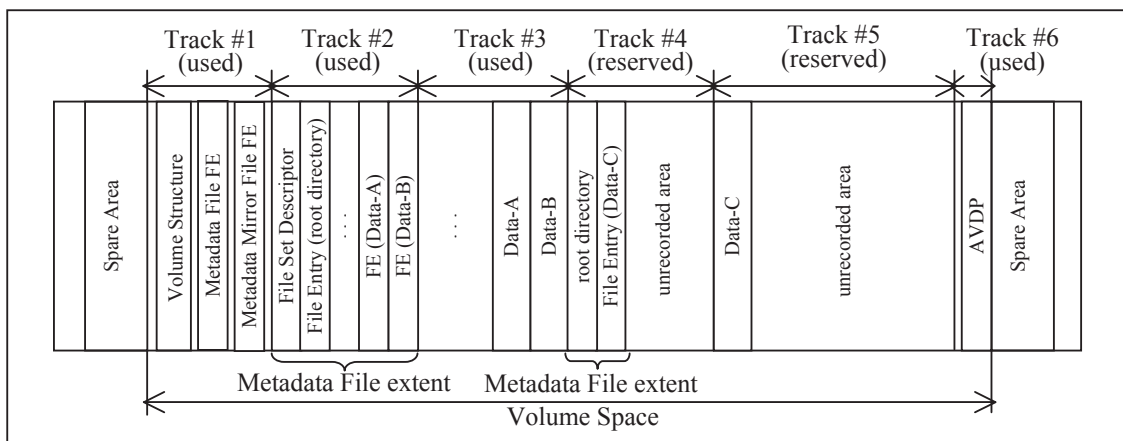 Track #1
(used)
Track #2
(used)
Track #3
(used)
Track #4
(reserved)
Track #5
(reserved)
Track #6
(used)
Spare Area
Volume Structure
Metadata File FE
Metadata Mirror File FE
File Set Descriptor
File Entry (root directory)
. . . .
FE (Data-A)
FE (Data-B)
. . . .
Data-A
Data-B
root directory
File Entry (Data-C)
unrecorded area
Data-C
unrecorded area
AVDP
Spare Area
Metadata File extent
Metadata File extent
Volume Space